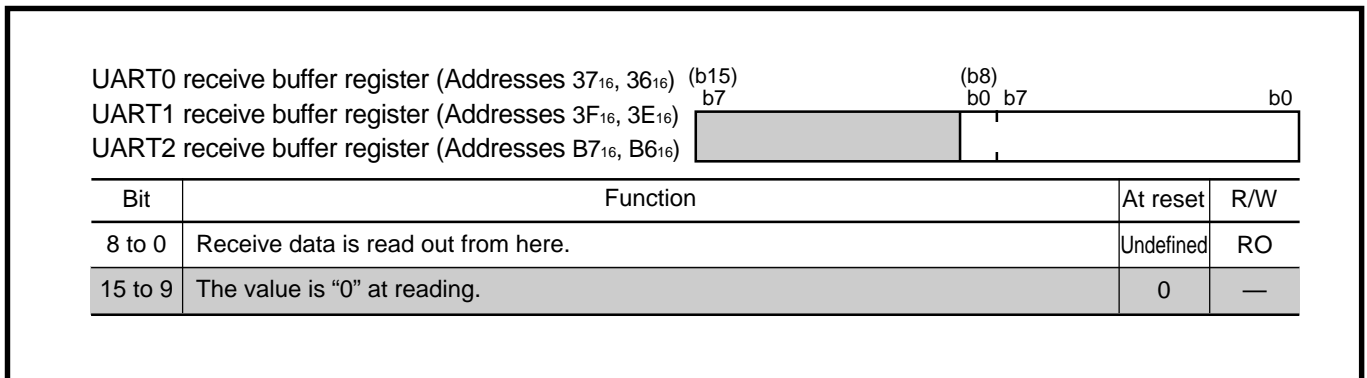 UART0 receive buffer register (Addresses 37₁₆, 36₁₆) (b15) (b8)
b7 b0 b7 b0
UART1 receive buffer register (Addresses 3F₁₆, 3E₁₆)
UART2 receive buffer register (Addresses B7₁₆, B6₁₆)
Bit Function At reset R/W
8 to 0 Receive data is read out from here. Undefined RO
15 to 9 The value is “0” at reading. 0 —